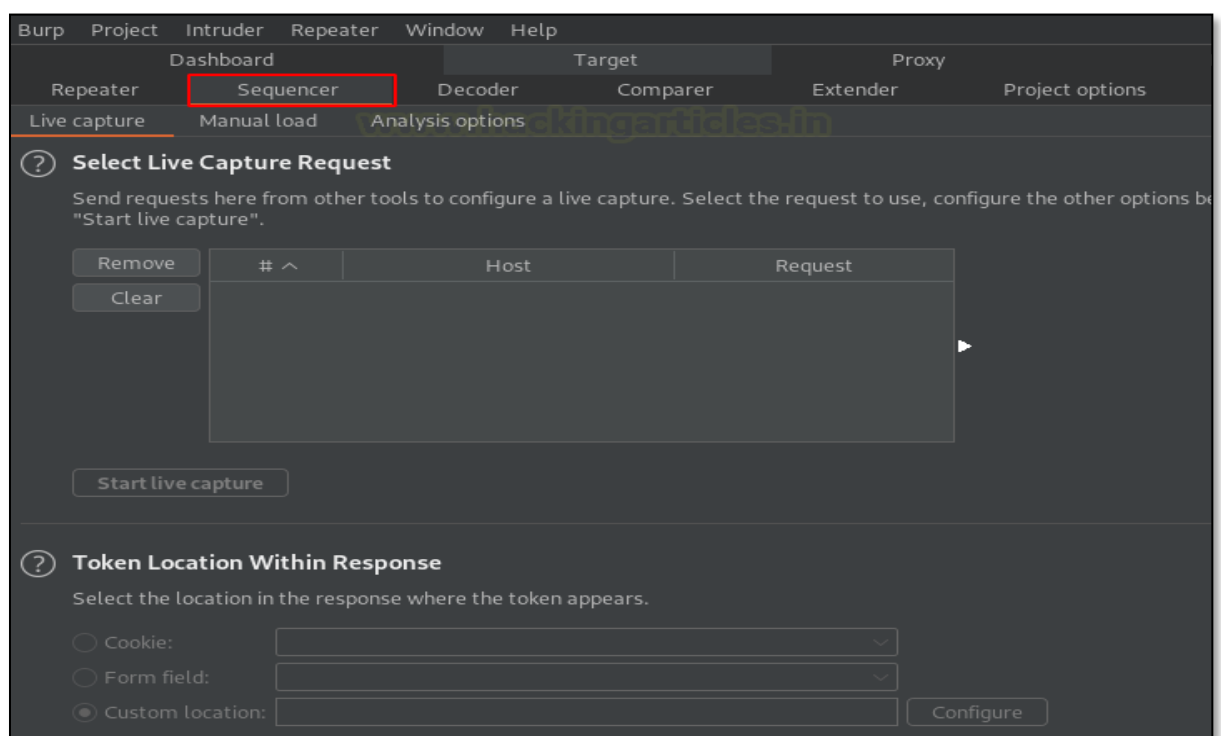 Burp Project Intruder Repeater Window Help
Dashboard Target Proxy
Repeater Sequencer Decoder Comparer Extender Project options
Live capture Manual load Analysis options
www.hackingarticles.in
? Select Live Capture Request
Send requests here from other tools to configure a live capture. Select the request to use, configure the other options
"Start live capture".
Remove # Host Request
Clear
Start live capture
? Token Location Within Response
Select the location in the response where the token appears.
Cookie:
Form field:
Custom location: Configure